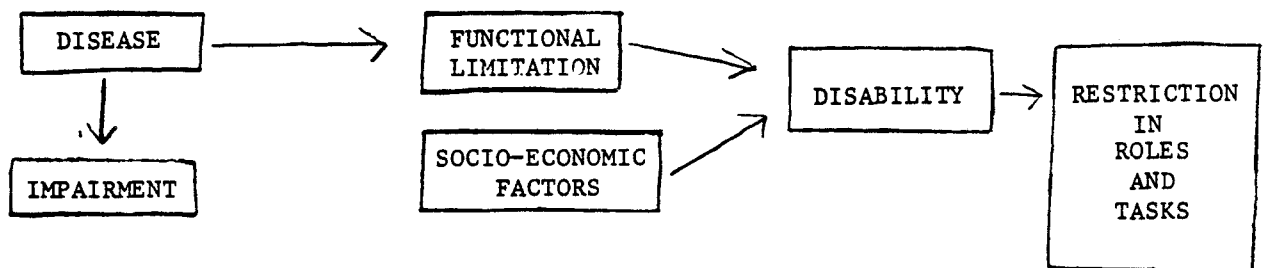 DISEASE
IMPAIRMENT
FUNCTIONAL
LIMITATION
SOCIO-ECONOMIC
FACTORS
DISABILITY
RESTRICTION
IN
ROLES
AND
TASKS